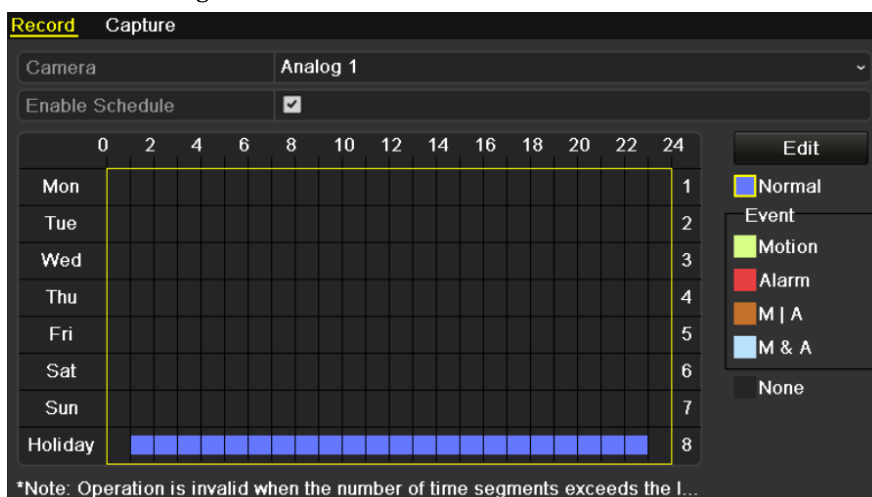 Record Capture
Camera Analog 1
Enable Schedule
0 2 4 6 8 10 12 14 16 18 20 22 24
Edit
Mon 1
Normal
Tue 2
Event
Wed 3
Motion
Thu 4
Alarm
Fri 5
M | A
Sat 6
M & A
Sun 7
None
Holiday 8
*Note: Operation is invalid when the number of time segments exceeds the l...